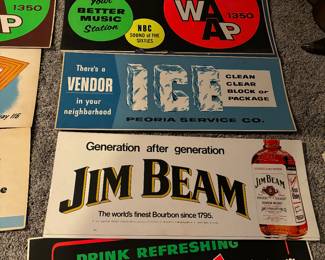 P 1350
Your
BETTER
MUSIC
Station
NBC
SOUND OF THE
SIXTIES
WAAP 1350
There's a
VENDOR
in your
neighborhood
ICE
CLEAN
CLEAR
BLOCK or
PACKAGE
PEORIA SERVICE CO.
ay 116
e
Generation after generation
JIM BEAM
The world's finest Bourbon since 1795.
JIM BEAM
DRINK REFRESHING